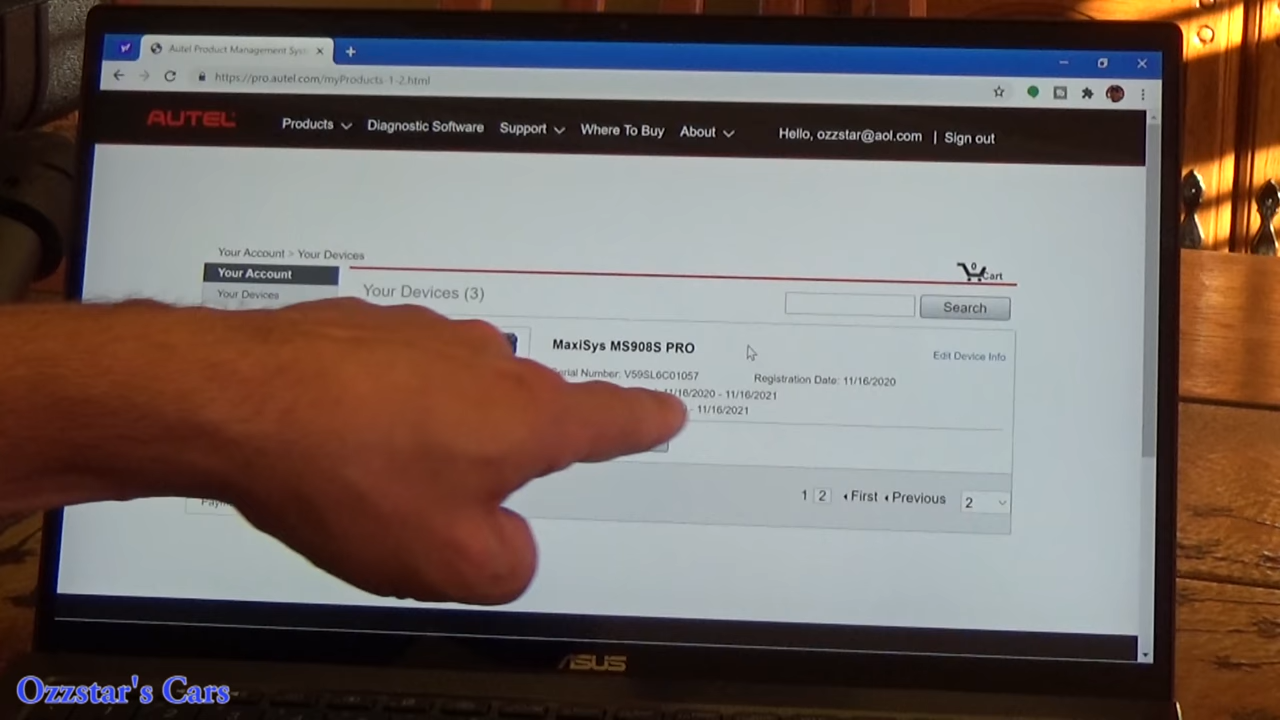 Autel Product Management Sys
https://pro.autel.com/myProducts-1-2.html
AUTEL
Products Diagnostic Software Support Where To Buy About Hello, ozzstar@aol.com | Sign out
Your Account > Your Devices
0
Cart
Your Account
Your Devices
Your Devices (3)
Search
MaxiSys MS908S PRO
Edit Device Info
Serial Number: V59SL6C01057 Registration Date: 11/16/2020
11/16/2020 - 11/16/2021
- 11/16/2021
1 2 First Previous 2
ASUS
Ozzstar's Cars